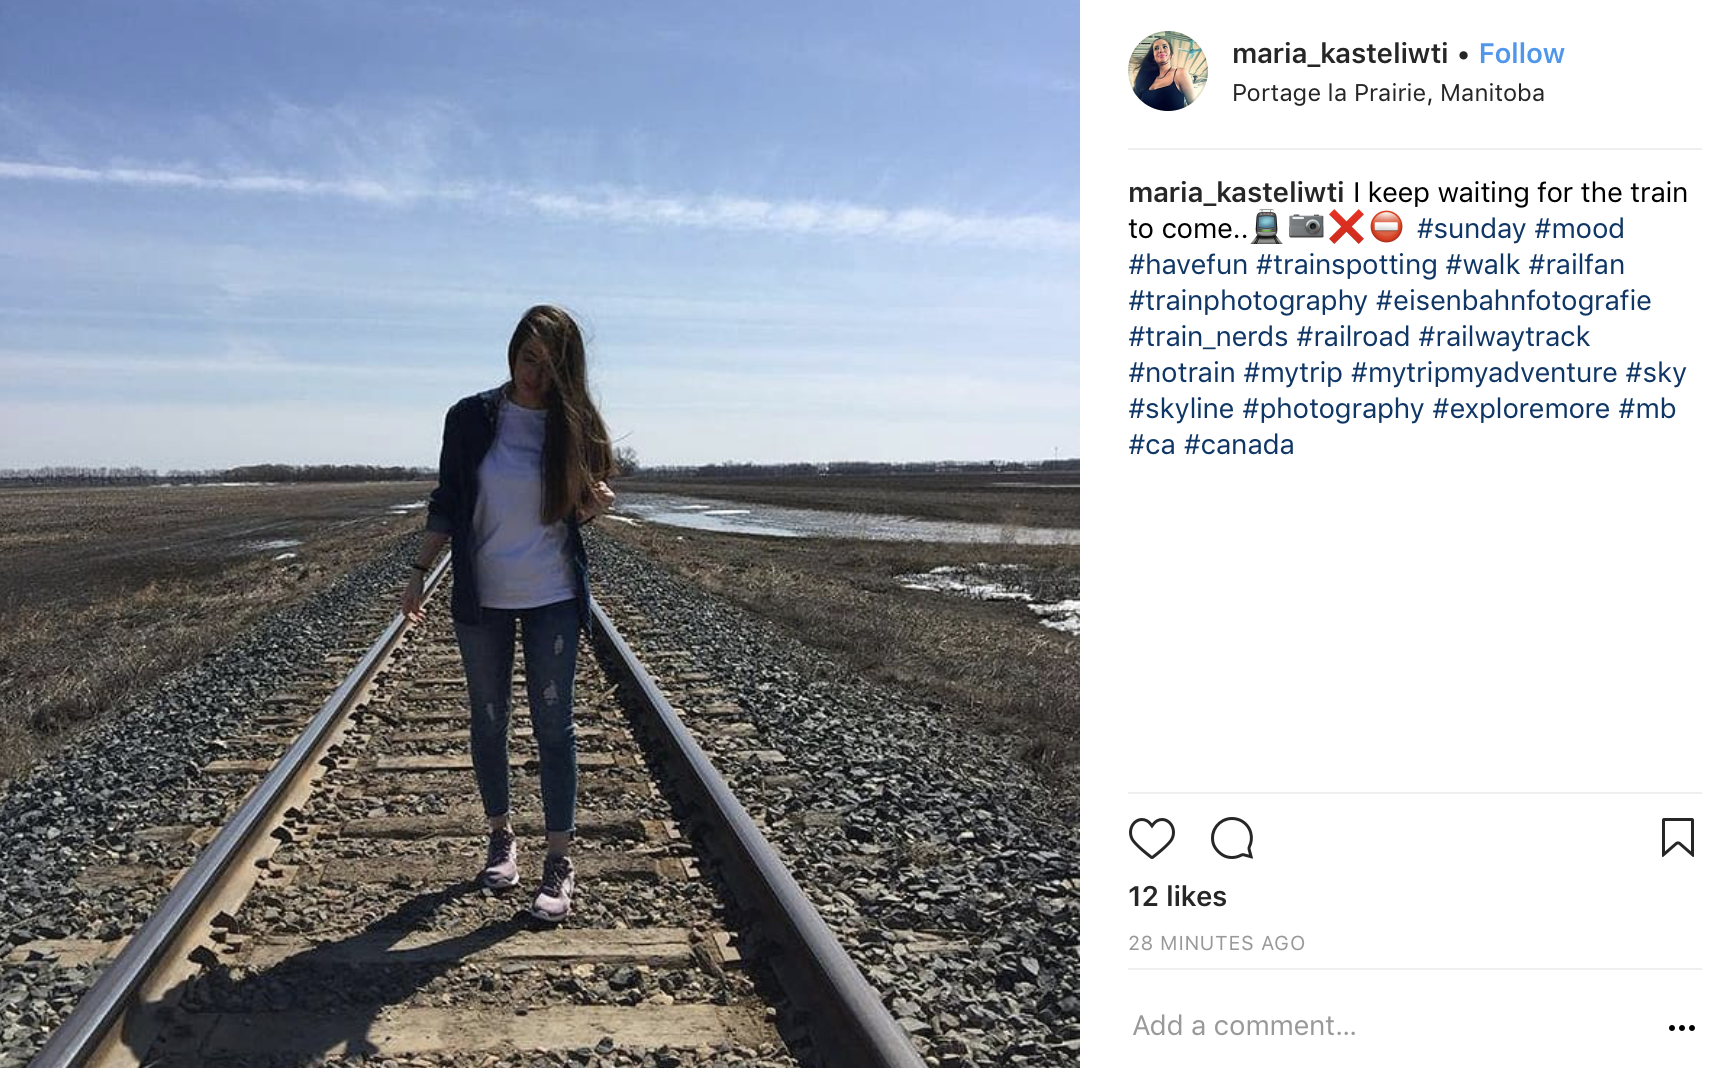 maria_kasteliwti • Follow
Portage la Prairie, Manitoba
maria_kasteliwti I keep waiting for the train
to come..🚆📷❌⛔ #sunday #mood
#havefun #trainspotting #walk #railfan
#trainphotography #eisenbahnfotografie
#train_nerds #railroad #railwaytrack
#notrain #mytrip #mytripmyadventure #sky
#skyline #photography #exploremore #mb
#ca #canada
12 likes
28 MINUTES AGO
Add a comment...